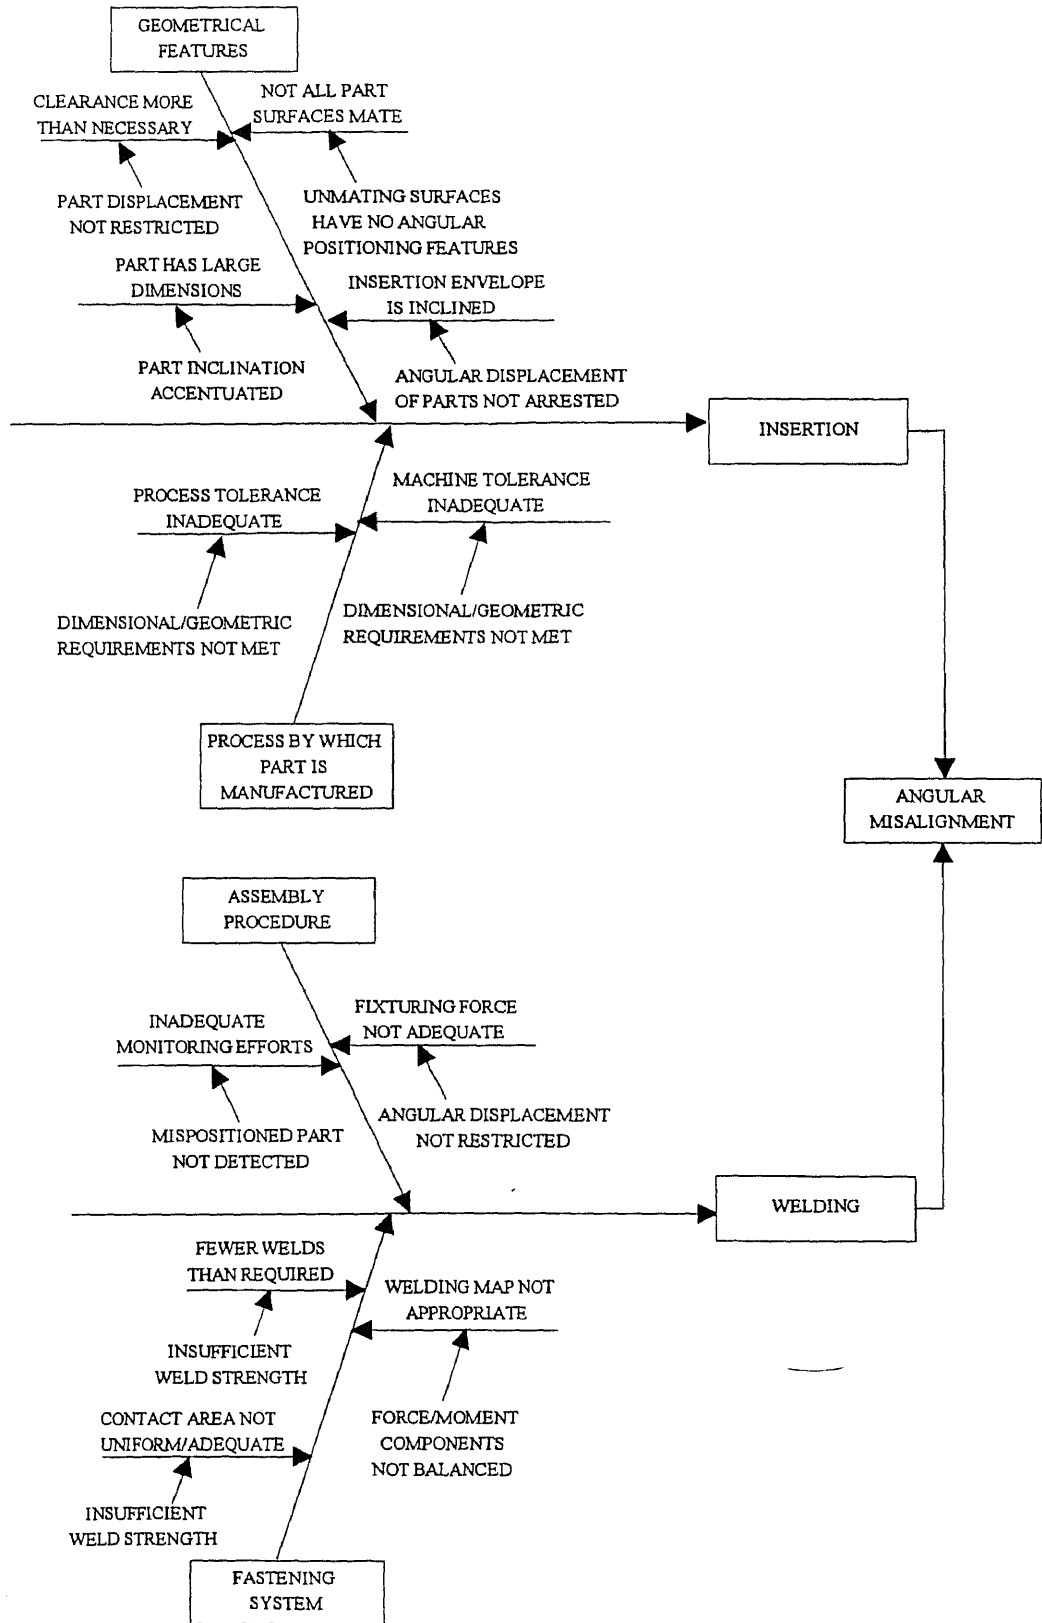 GEOMETRICAL
FEATURES
CLEARANCE MORE
THAN NECESSARY
NOT ALL PART
SURFACES MATE
PART DISPLACEMENT
NOT RESTRICTED
UNMATING SURFACES
HAVE NO ANGULAR
POSITIONING FEATURES
PART HAS LARGE
DIMENSIONS
INSERTION ENVELOPE
IS INCLINED
PART INCLINATION
ACCENTUATED
ANGULAR DISPLACEMENT
OF PARTS NOT ARRESTED
INSERTION
PROCESS TOLERANCE
INADEQUATE
MACHINE TOLERANCE
INADEQUATE
DIMENSIONAL/GEOMETRIC
REQUIREMENTS NOT MET
DIMENSIONAL/GEOMETRIC
REQUIREMENTS NOT MET
PROCESS BY WHICH
PART IS
MANUFACTURED
ANGULAR
MISALIGNMENT
ASSEMBLY
PROCEDURE
INADEQUATE
MONITORING EFFORTS
FIXTURING FORCE
NOT ADEQUATE
MISPOSITIONED PART
NOT DETECTED
ANGULAR DISPLACEMENT
NOT RESTRICTED
WELDING
FEWER WELDS
THAN REQUIRED
WELDING MAP NOT
APPROPRIATE
INSUFFICIENT
WELD STRENGTH
CONTACT AREA NOT
UNIFORM/ADEQUATE
FORCE/MOMENT
COMPONENTS
NOT BALANCED
INSUFFICIENT
WELD STRENGTH
FASTENING
SYSTEM